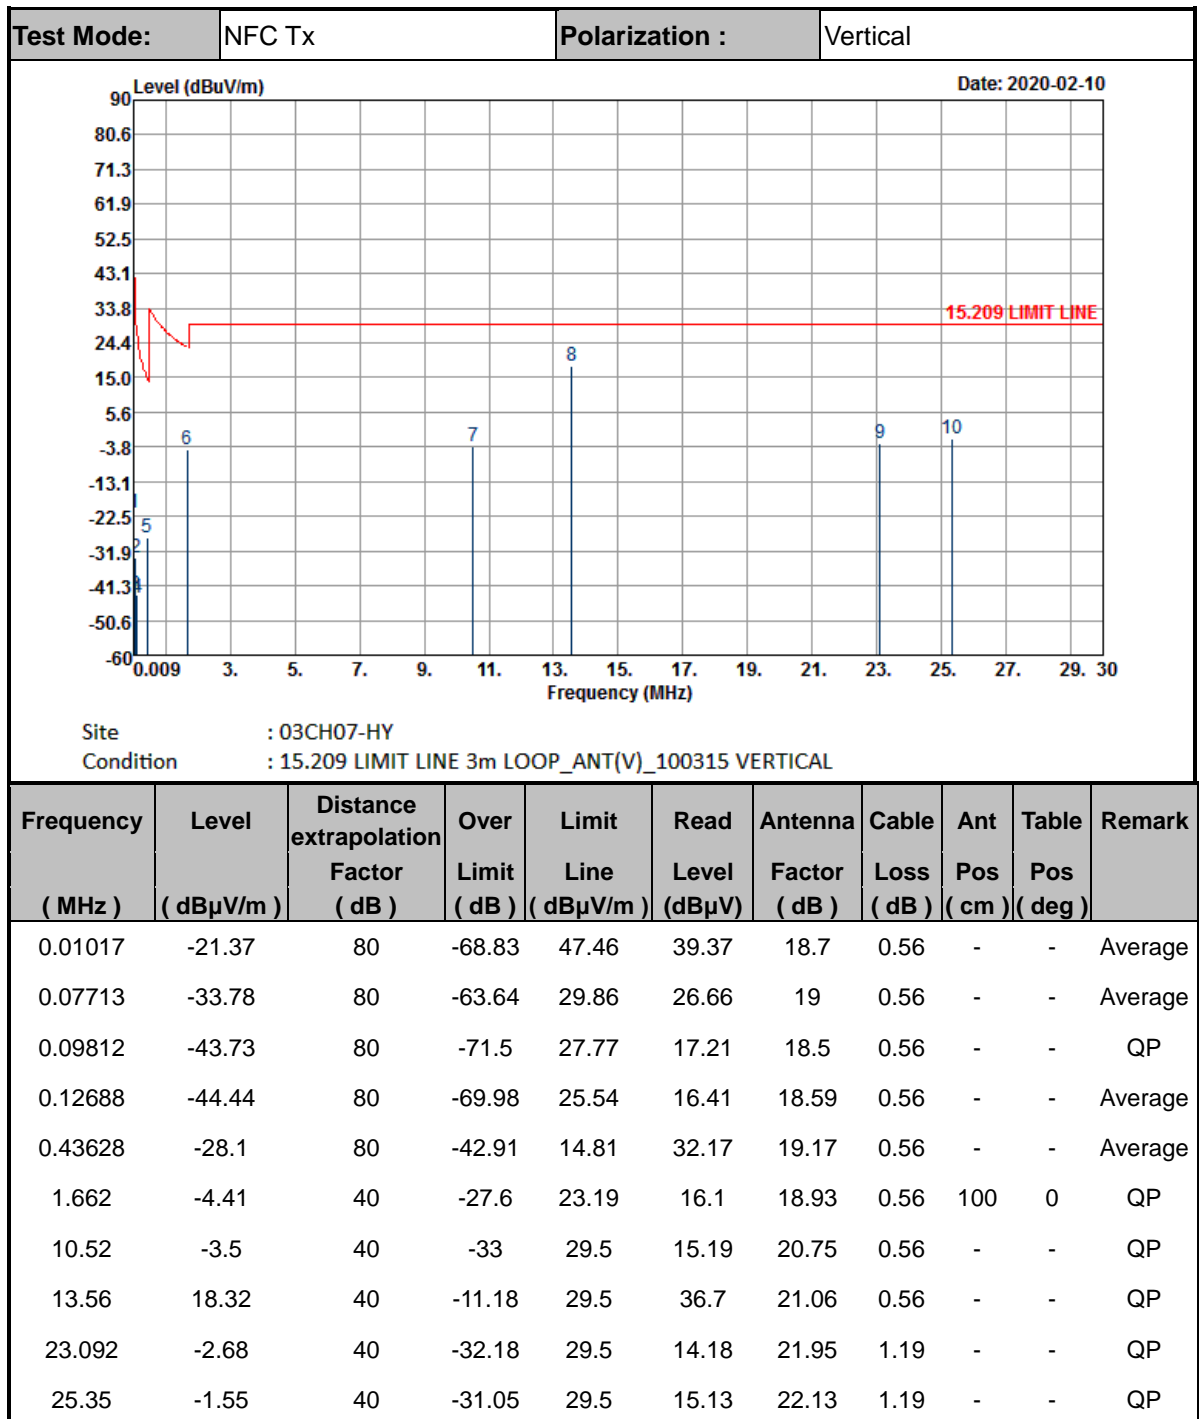 Test Mode: NFC Tx Polarization : Vertical
Level (dBuV/m) Date: 2020-02-10
90
80.6
71.3
61.9
52.5
43.1
33.8
24.4
15.0
5.6
-3.8
-13.1
-22.5
-31.9
-41.3
-50.6
-60
15.209 LIMIT LINE
1
2
4
5
6
7
8
9
10
0.009 3. 5. 7. 9. 11. 13. 15. 17. 19. 21. 23. 25. 27. 29. 30
Frequency (MHz)
Site : 03CH07-HY
Condition : 15.209 LIMIT LINE 3m LOOP_ANT(V)_100315 VERTICAL
Frequency Level Distance extrapolation Over Limit Read Antenna Cable Ant Table Remark
Factor Limit Line Level Factor Loss Pos Pos
( MHz ) ( dBµV/m ) ( dB ) ( dB ) ( dBµV/m ) (dBµV) ( dB ) ( dB ) ( cm ) ( deg )
0.01017 -21.37 80 -68.83 47.46 39.37 18.7 0.56 - - Average
0.07713 -33.78 80 -63.64 29.86 26.66 19 0.56 - - Average
0.09812 -43.73 80 -71.5 27.77 17.21 18.5 0.56 - - QP
0.12688 -44.44 80 -69.98 25.54 16.41 18.59 0.56 - - Average
0.43628 -28.1 80 -42.91 14.81 32.17 19.17 0.56 - - Average
1.662 -4.41 40 -27.6 23.19 16.1 18.93 0.56 100 0 QP
10.52 -3.5 40 -33 29.5 15.19 20.75 0.56 - - QP
13.56 18.32 40 -11.18 29.5 36.7 21.06 0.56 - - QP
23.092 -2.68 40 -32.18 29.5 14.18 21.95 1.19 - - QP
25.35 -1.55 40 -31.05 29.5 15.13 22.13 1.19 - - QP